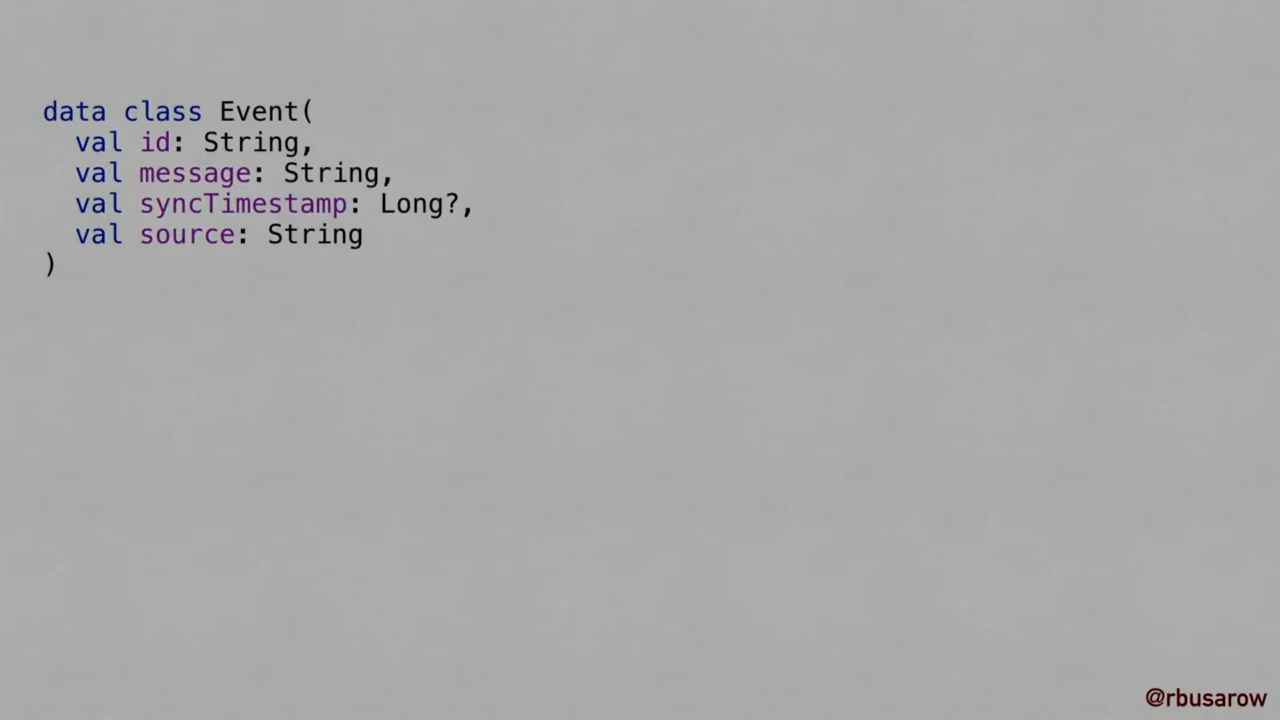 data class Event(
  val id: String,
  val message: String,
  val syncTimestamp: Long?,
  val source: String
)
@rbusarow